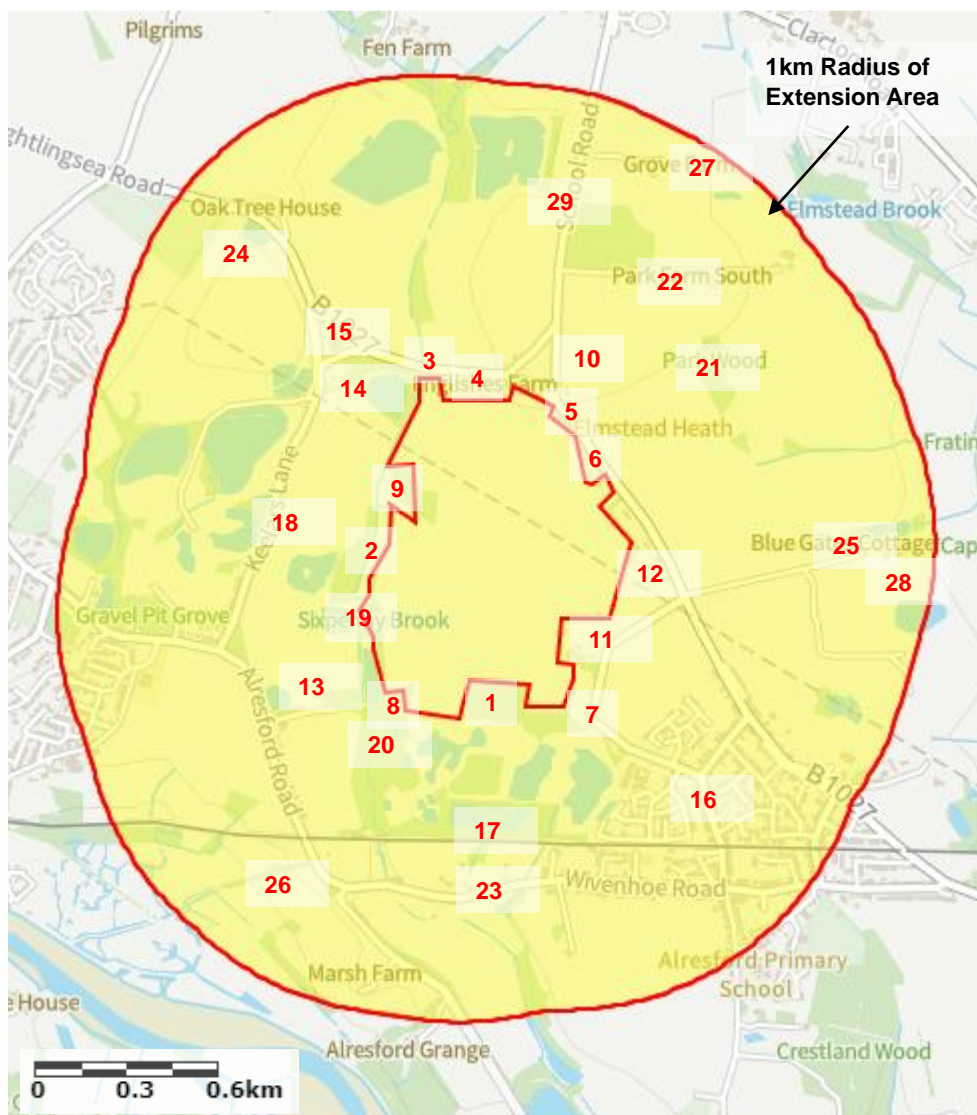 Pilgrims
Fen Farm
Clacton
1km Radius of
Extension Area
ghtlingsea Road
School Road
Grove Farm
27
Oak Tree House
29
Elmstead Brook
24
Park Farm South
22
B1027
15
3
10
Park Wood
21
4
Englishes Farm
14
5
Elmstead Heath
6
Fratin
9
Keelars Lane
18
2
Blue Gates Cottage
25
Cap
12
28
Gravel Pit Grove
19
Sixpenny Brook
11
13
8
1
7
Alresford Road
20
B1027
16
17
26
23
Wivenhoe Road
Marsh Farm
Alresford Primary
School
e House
Alresford Grange
Crestland Wood
0 0.3 0.6km